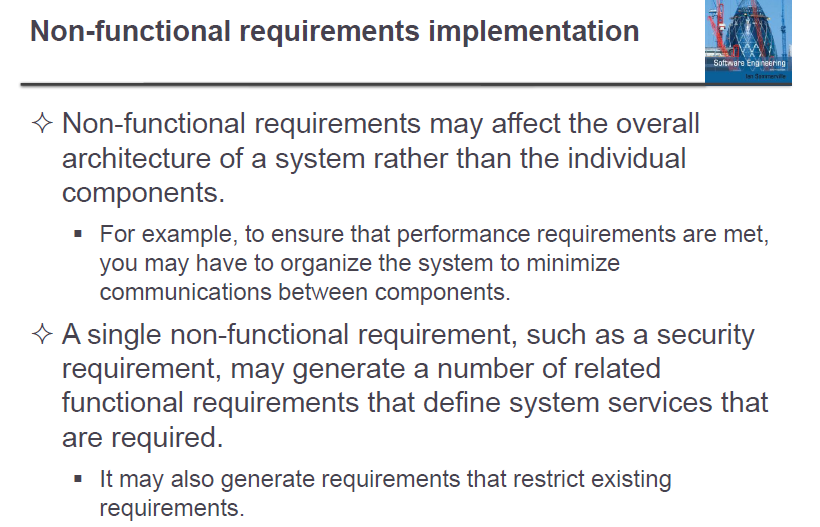 Non-functional requirements implementation
Software Engineering
Ian Sommerville
✧ Non-functional requirements may affect the overall
architecture of a system rather than the individual
components.
▪ For example, to ensure that performance requirements are met,
you may have to organize the system to minimize
communications between components.
✧ A single non-functional requirement, such as a security
requirement, may generate a number of related
functional requirements that define system services that
are required.
▪ It may also generate requirements that restrict existing
requirements.